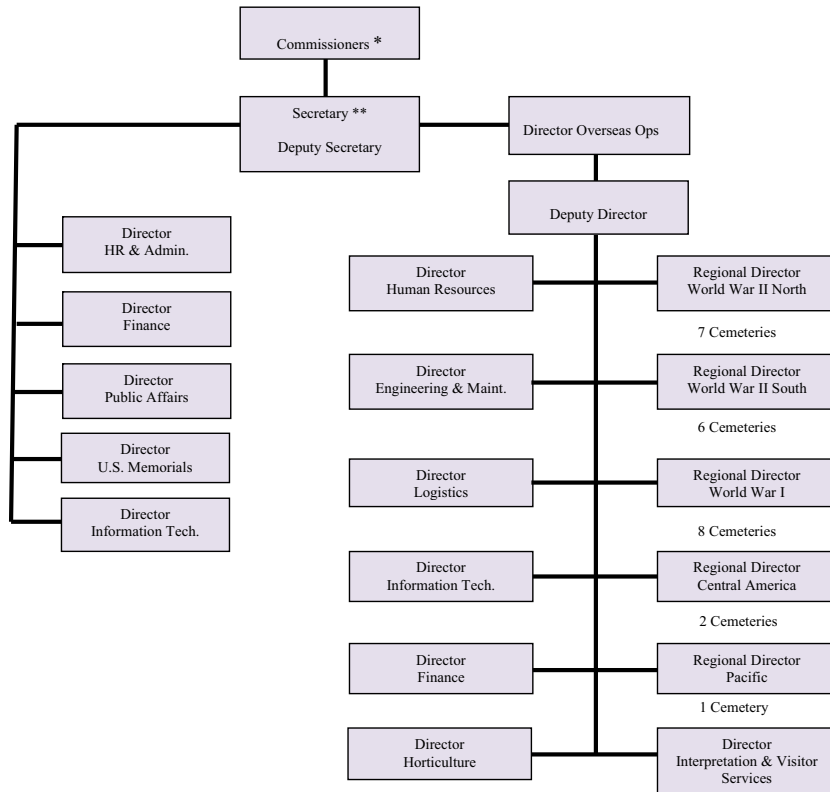 Commissioners *
Secretary **
Deputy Secretary
Director Overseas Ops
Deputy Director
Director
HR & Admin.
Director
Finance
Director
Public Affairs
Director
U.S. Memorials
Director
Information Tech.
Director
Human Resources
Regional Director
World War II North
7 Cemeteries
Director
Engineering & Maint.
Regional Director
World War II South
6 Cemeteries
Director
Logistics
Regional Director
World War I
8 Cemeteries
Director
Information Tech.
Regional Director
Central America
2 Cemeteries
Director
Finance
Regional Director
Pacific
1 Cemetery
Director
Horticulture
Director
Interpretation & Visitor
Services